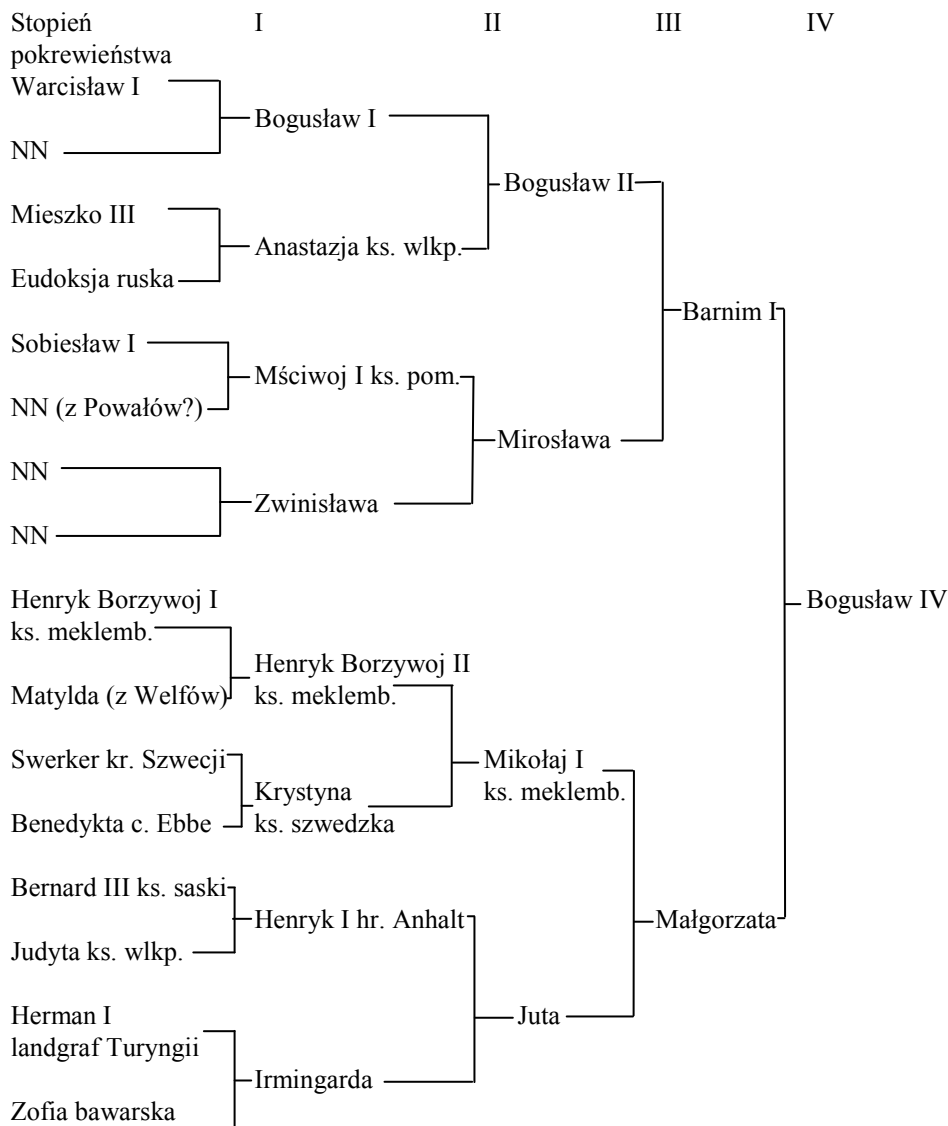 Stopień I II III IV
pokrewieństwa
Warcisław I
Bogusław I
NN
Bogusław II
Mieszko III
Anastazja ks. wlkp.
Eudoksja ruska
Barnim I
Sobiesław I
Mściwoj I ks. pom.
NN (z Powałów?)
Mirosława
NN
Zwinisława
NN
Henryk Borzywoj I
ks. meklemb.
Bogusław IV
Henryk Borzywoj II
ks. meklemb.
Matylda (z Welfów)
Swerker kr. Szwecji
Mikołaj I
ks. meklemb.
Krystyna
ks. szwedzka
Benedykta c. Ebbe
Bernard III ks. saski
Henryk I hr. Anhalt
Małgorzata
Judyta ks. wlkp.
Herman I
landgraf Turyngii
Juta
Irmingarda
Zofia bawarska